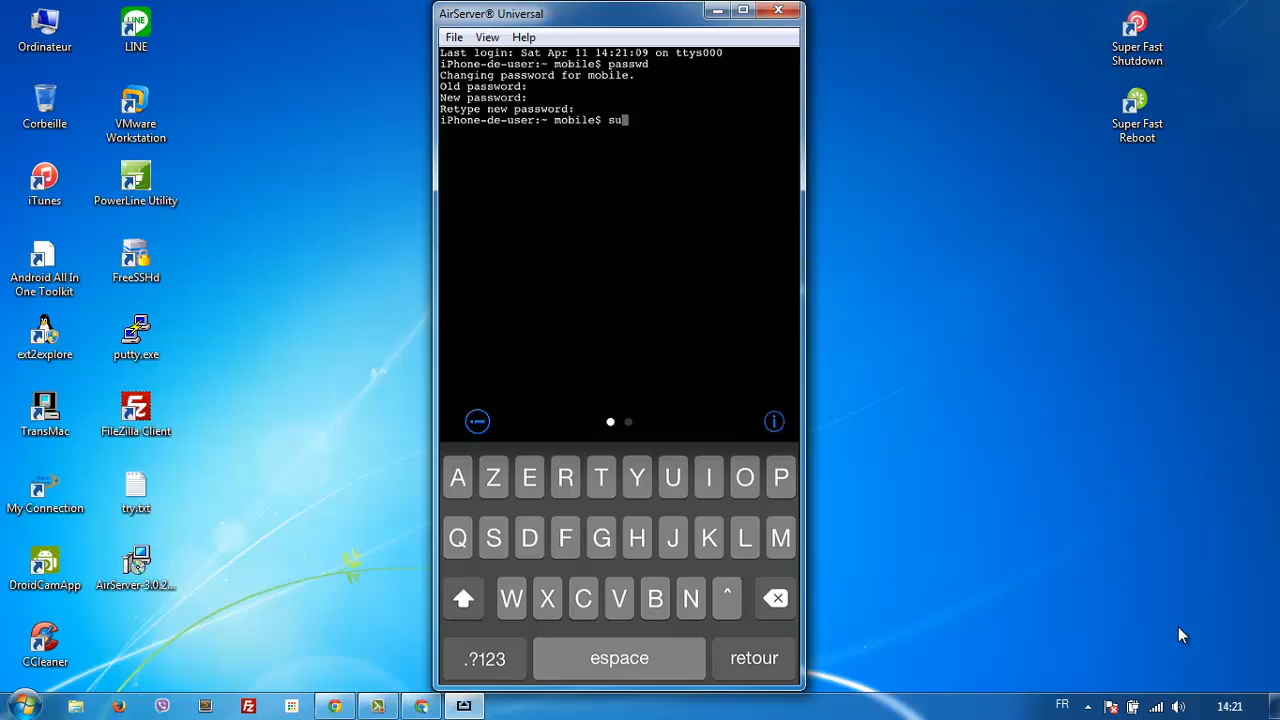 AirServer® Universal
File View Help
Last login: Sat Apr 11 14:21:09 on ttys000
iPhone-de-user:~ mobile$ passwd
Changing password for mobile.
Old password:
New password:
Retype new password:
iPhone-de-user:~ mobile$ su
A Z E R T Y U I O P
Q S D F G H J K L M
W X C V B N ^
.?123 espace retour
Ordinateur
LINE
Corbeille
VMware
Workstation
iTunes
PowerLine Utility
Android All In
One Toolkit
FreeSSHd
ext2explore
putty.exe
TransMac
FileZilla Client
My Connection
try.txt
DroidCamApp
AirServer-3.0.2...
CCleaner
Super Fast
Shutdown
Super Fast
Reboot
FR 14:21